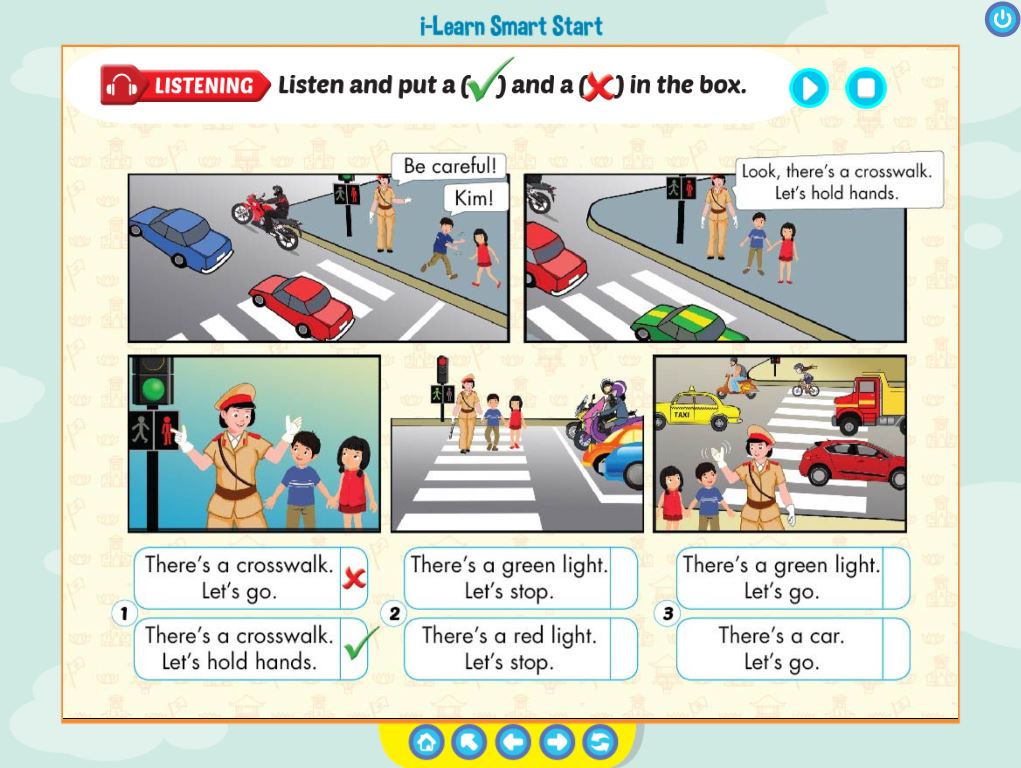 i-Learn Smart Start
LISTENING Listen and put a (✓) and a (✗) in the box.
Be careful!
Kim!
Look, there's a crosswalk.
Let's hold hands.
TAXI
1
There's a crosswalk.
Let's go.
There's a crosswalk.
Let's hold hands.
2
There's a green light.
Let's stop.
There's a red light.
Let's stop.
3
There's a green light.
Let's go.
There's a car.
Let's go.